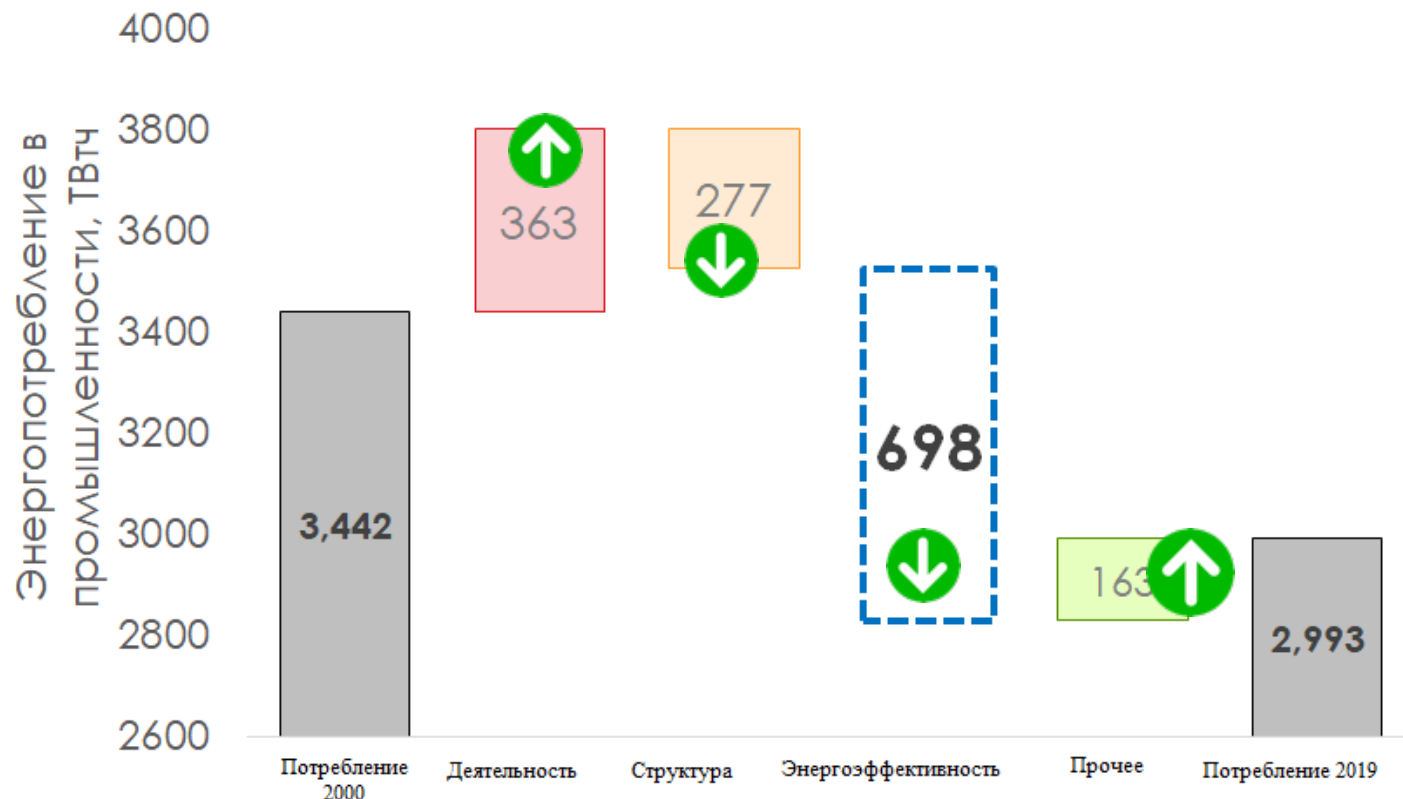 Энергопотребление в
промышленности, ТВтч
4000
3800
3600
3400
3200
3000
2800
2600
3,442
363
277
698
163
2,993
Потребление
2000
Деятельность
Структура
Энергоэффективность
Прочее
Потребление 2019